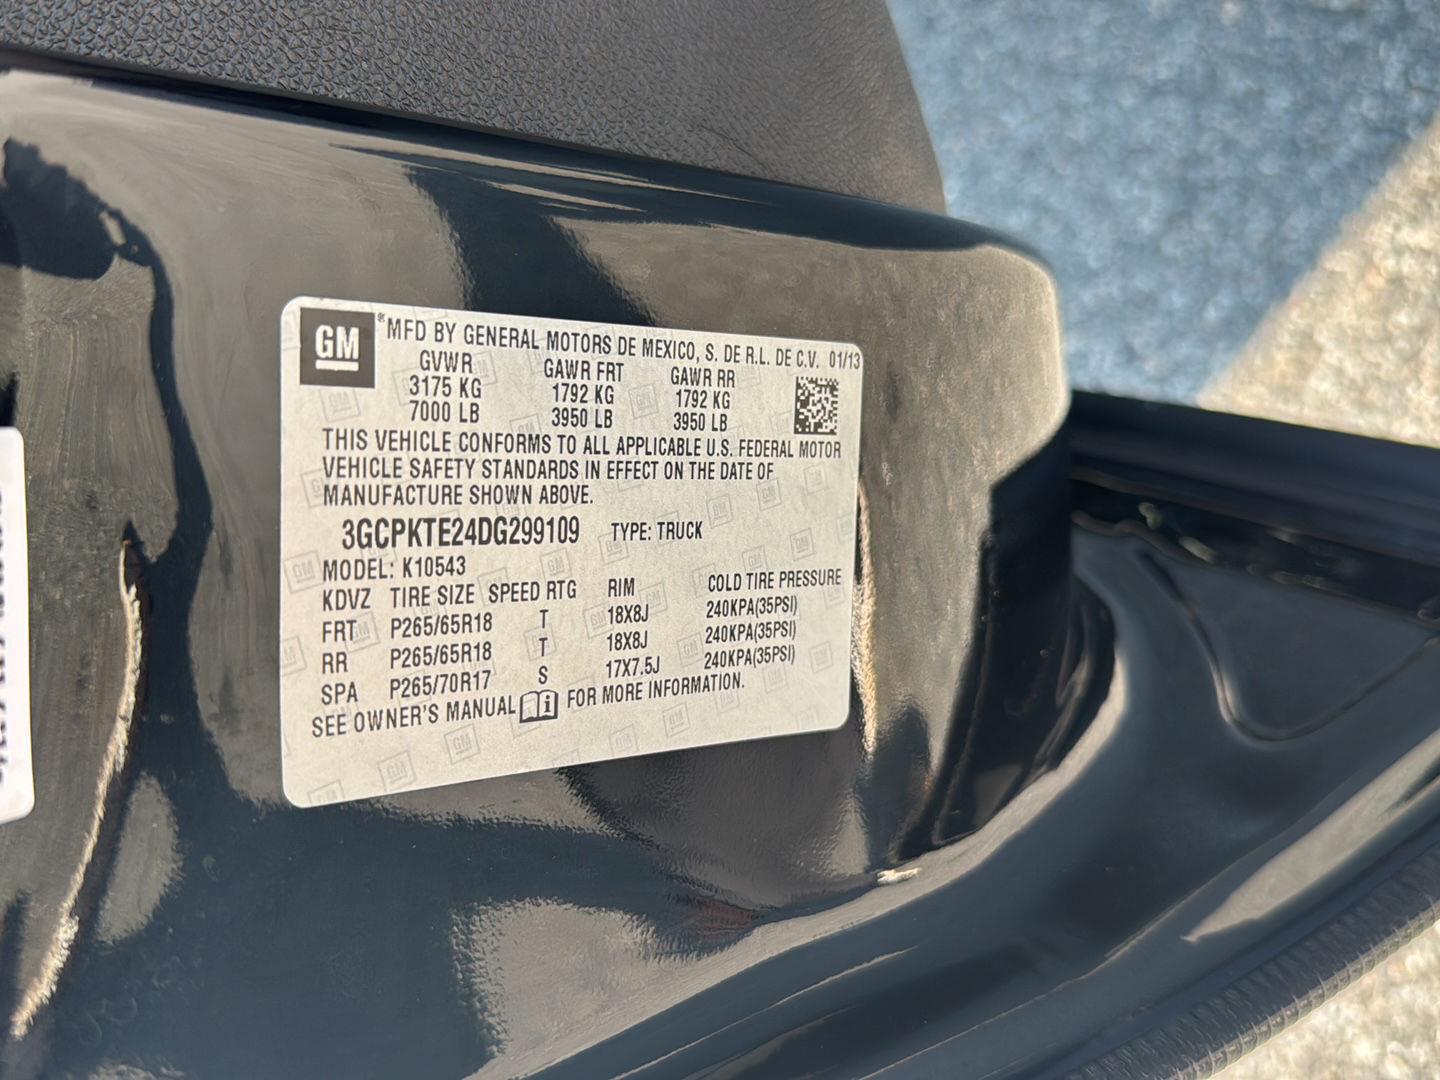 GM ® MFD BY GENERAL MOTORS DE MEXICO, S. DE R.L. DE C.V. 01/13
GVWR GAWR FRT GAWR RR
3175 KG 1792 KG 1792 KG
7000 LB 3950 LB 3950 LB
THIS VEHICLE CONFORMS TO ALL APPLICABLE U.S. FEDERAL MOTOR
VEHICLE SAFETY STANDARDS IN EFFECT ON THE DATE OF
MANUFACTURE SHOWN ABOVE.
3GCPKTE24DG299109 TYPE: TRUCK
MODEL: K10543
KDVZ TIRE SIZE SPEED RTG RIM COLD TIRE PRESSURE
FRT P265/65R18 T 18X8J 240KPA(35PSI)
RR P265/65R18 T 18X8J 240KPA(35PSI)
SPA P265/70R17 S 17X7.5J 240KPA(35PSI)
SEE OWNER'S MANUAL FOR MORE INFORMATION.